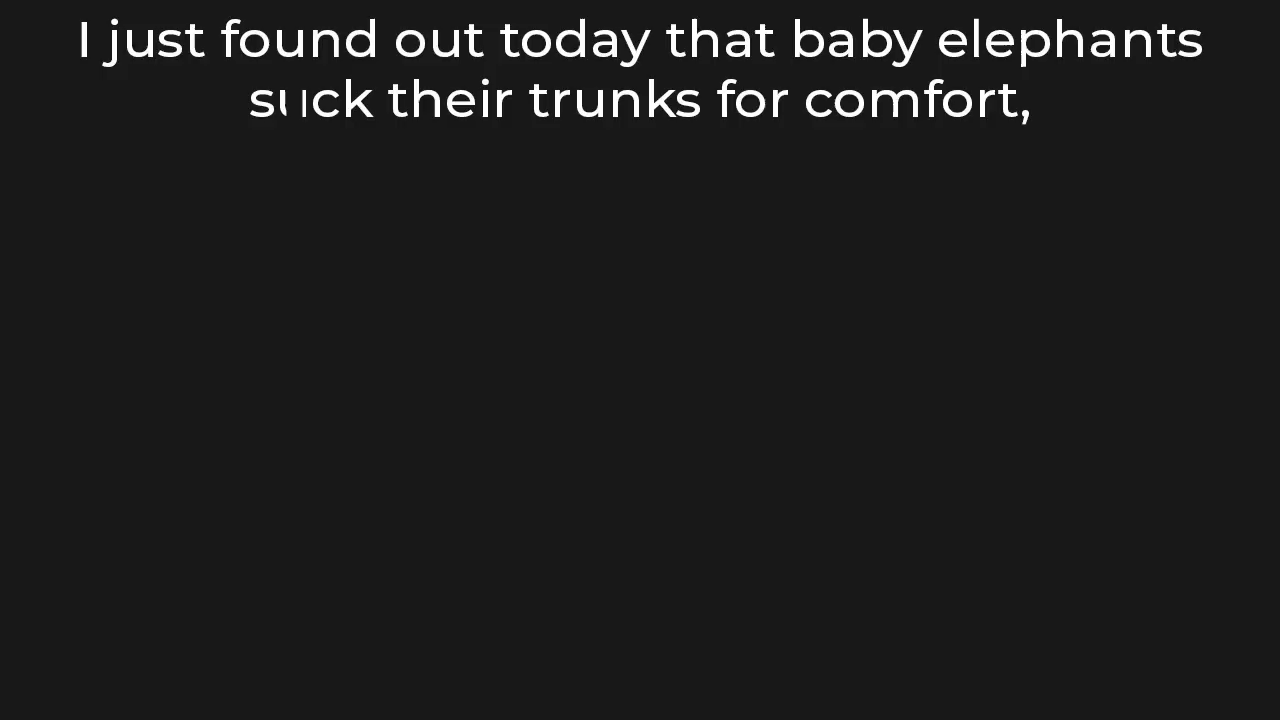 I just found out today that baby elephants
suck their trunks for comfort,